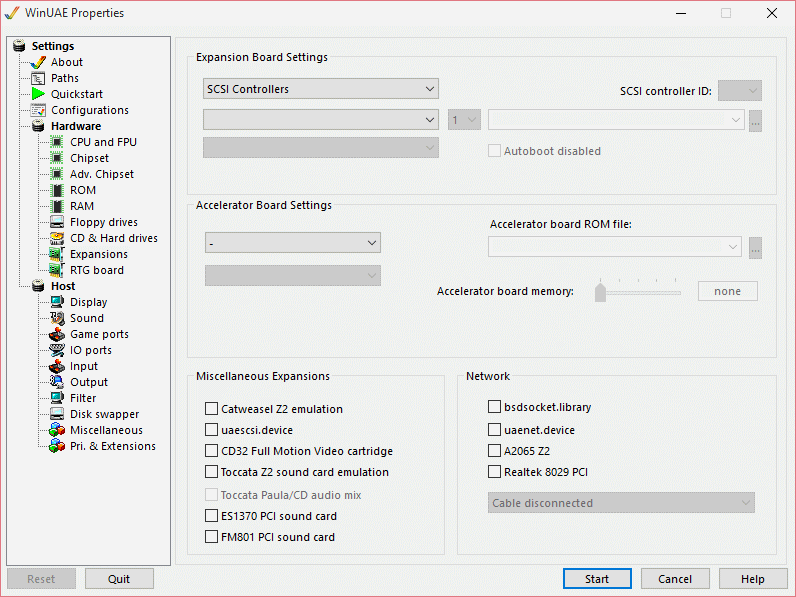 WinUAE Properties
Settings
About
Paths
Quickstart
Configurations
Hardware
CPU and FPU
Chipset
Adv. Chipset
ROM
RAM
Floppy drives
CD & Hard drives
Expansions
RTG board
Host
Display
Sound
Game ports
IO ports
Input
Output
Filter
Disk swapper
Miscellaneous
Pri. & Extensions
Expansion Board Settings
SCSI Controllers
SCSI controller ID:
1
...
Autoboot disabled
Accelerator Board Settings
Accelerator board ROM file:
-
...
Accelerator board memory:
none
Miscellaneous Expansions
Catweasel Z2 emulation
uaescsi.device
CD32 Full Motion Video cartridge
Toccata Z2 sound card emulation
Toccata Paula/CD audio mix
ES1370 PCI sound card
FM801 PCI sound card
Network
bsdsocket.library
uaenet.device
A2065 Z2
Realtek 8029 PCI
Cable disconnected
Reset
Quit
Start
Cancel
Help